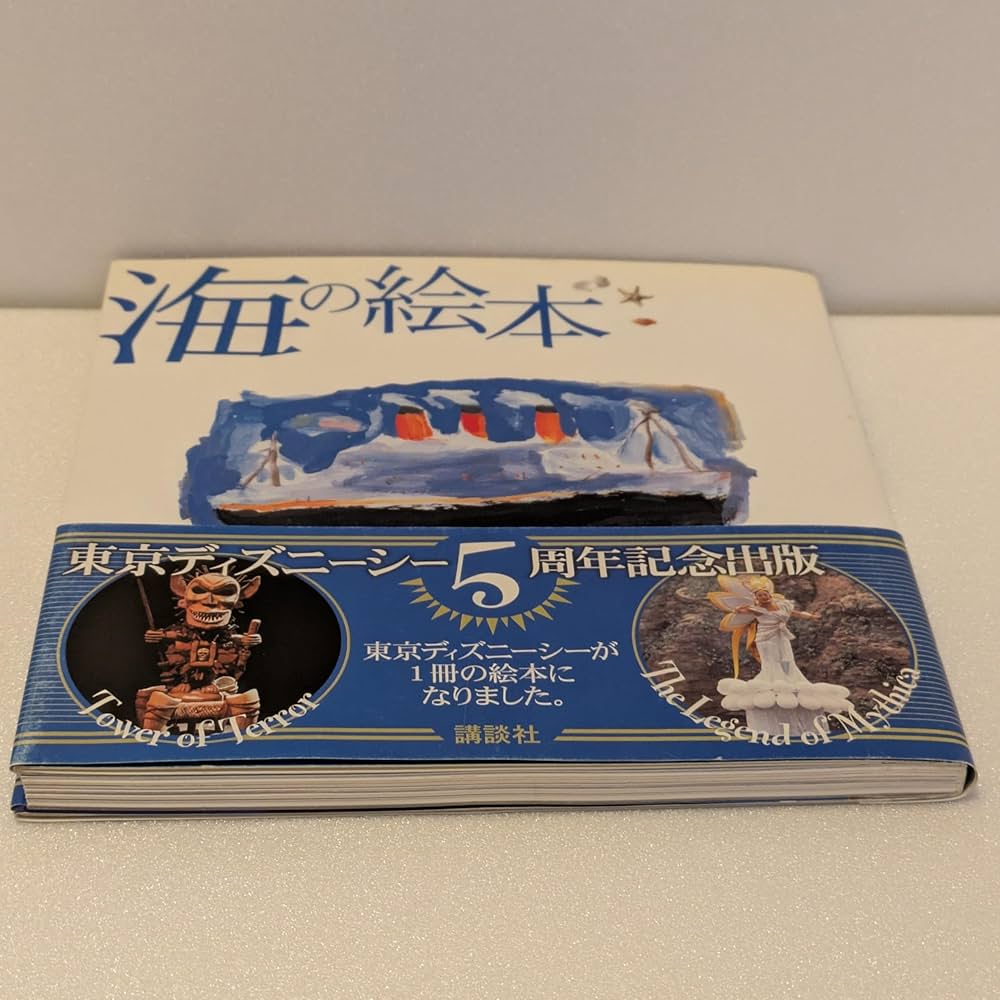 海の絵本
東京ディズニーシー5周年記念出版
東京ディズニーシーが
1冊の絵本に
なりました。
講談社
Tower of Terror
The Legend of Mythica